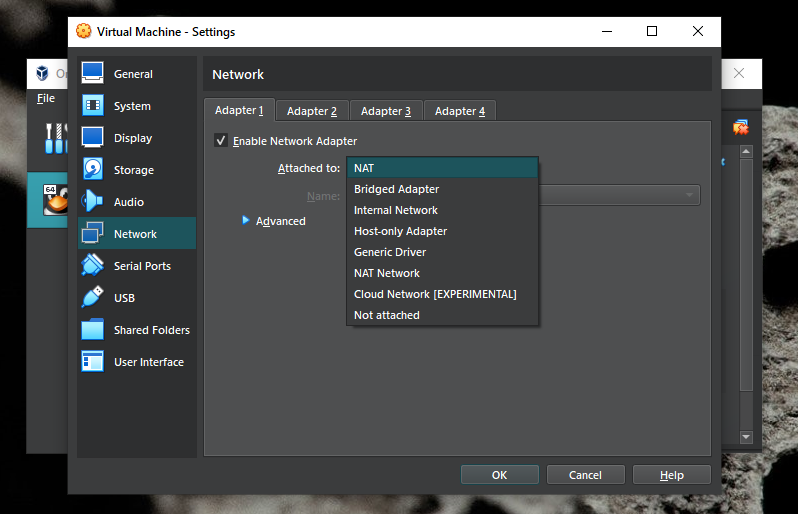 Virtual Machine - Settings
File
64
General
System
Display
Storage
Audio
Network
Serial Ports
USB
Shared Folders
User Interface
Network
Adapter 1
Adapter 2
Adapter 3
Adapter 4
Enable Network Adapter
Attached to:
NAT
Bridged Adapter
Internal Network
Host-only Adapter
Generic Driver
NAT Network
Cloud Network [EXPERIMENTAL]
Not attached
Name:
Advanced
OK
Cancel
Help